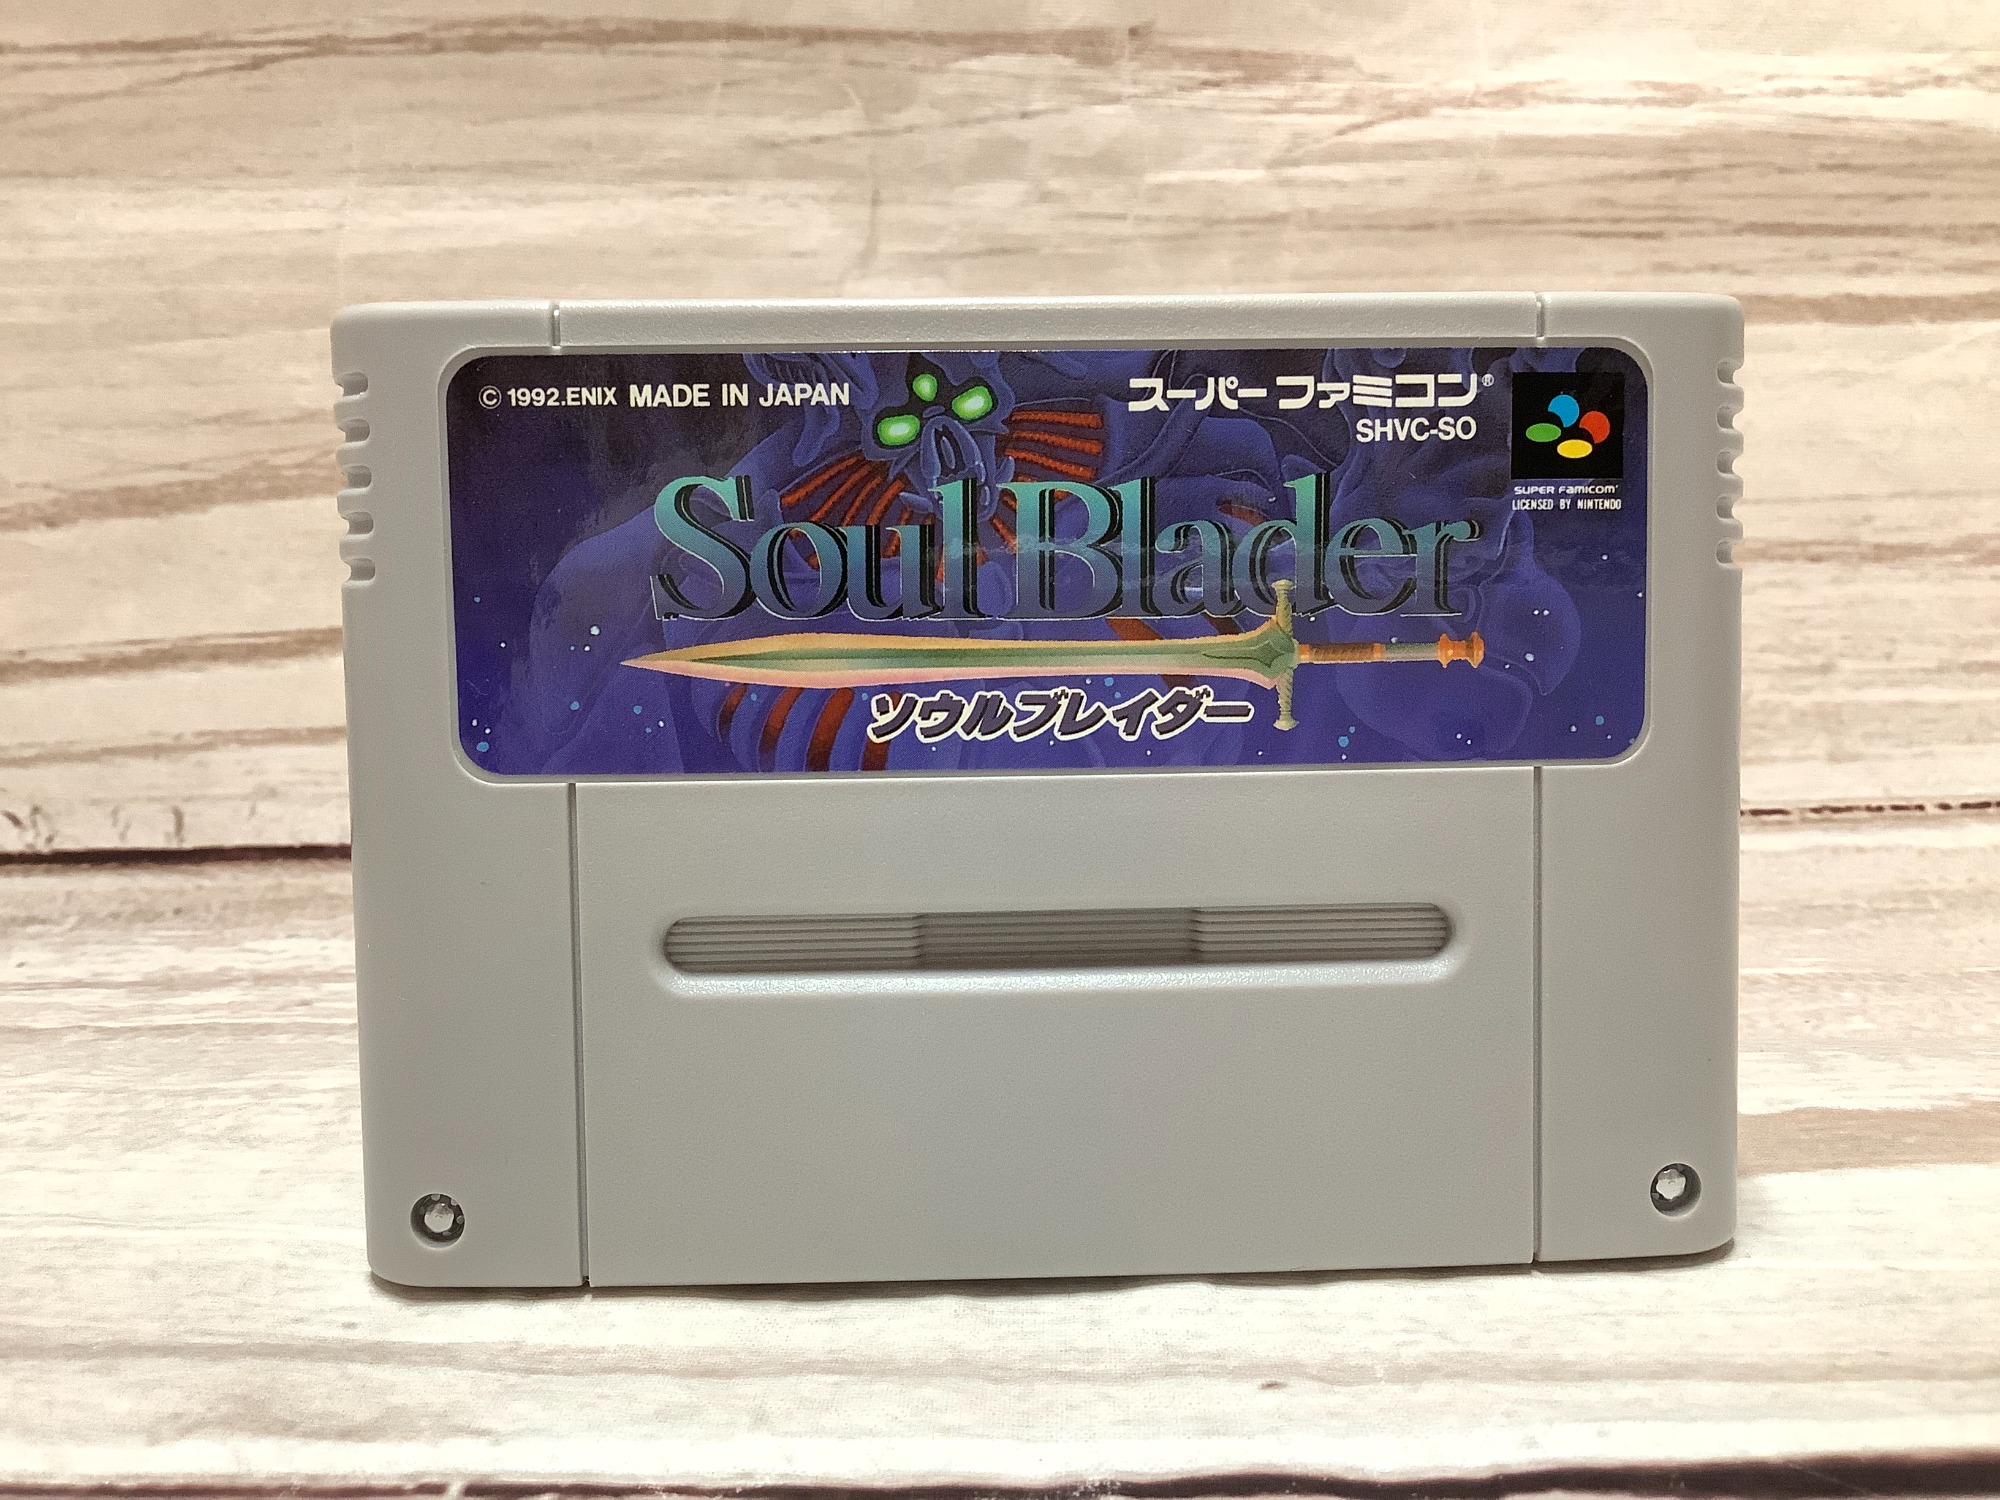 © 1992.ENIX MADE IN JAPAN
スーパーファミコン®
SHVC-SO
SUPER FAMICOM
LICENSED BY NINTENDO
Soul Blader
ソウルブレイダー